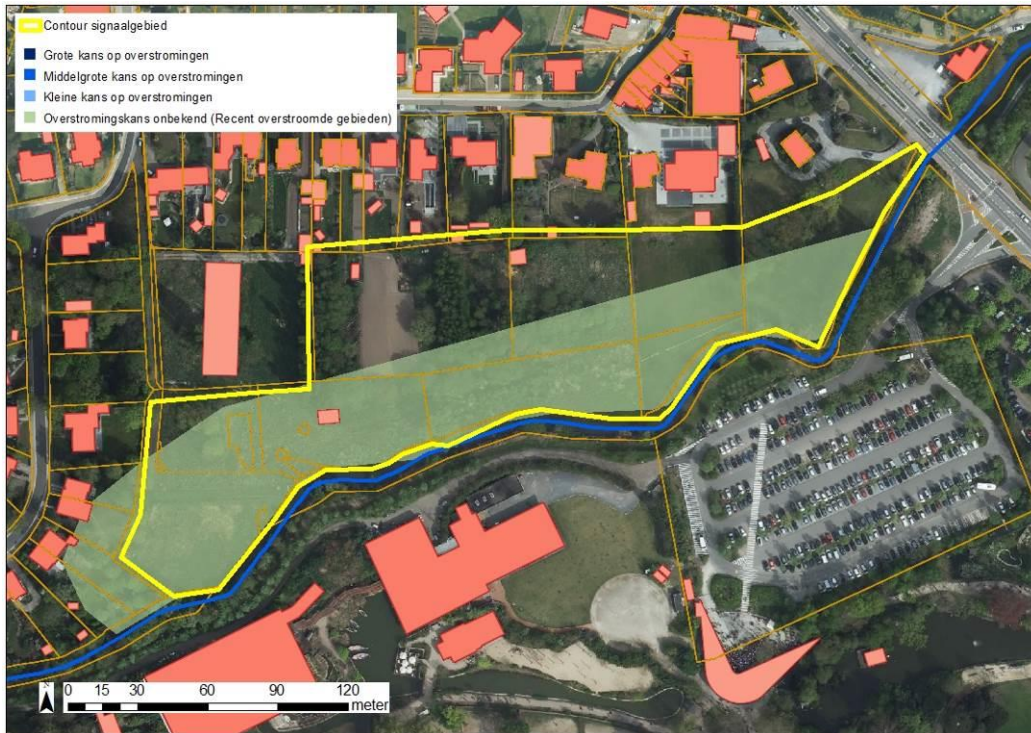 Contour signaalgebied
Grote kans op overstromingen
Middelgrote kans op overstromingen
Kleine kans op overstromingen
Overstromingskans onbekend (Recent overstroomde gebieden)
0 15 30 60 90 120
meter